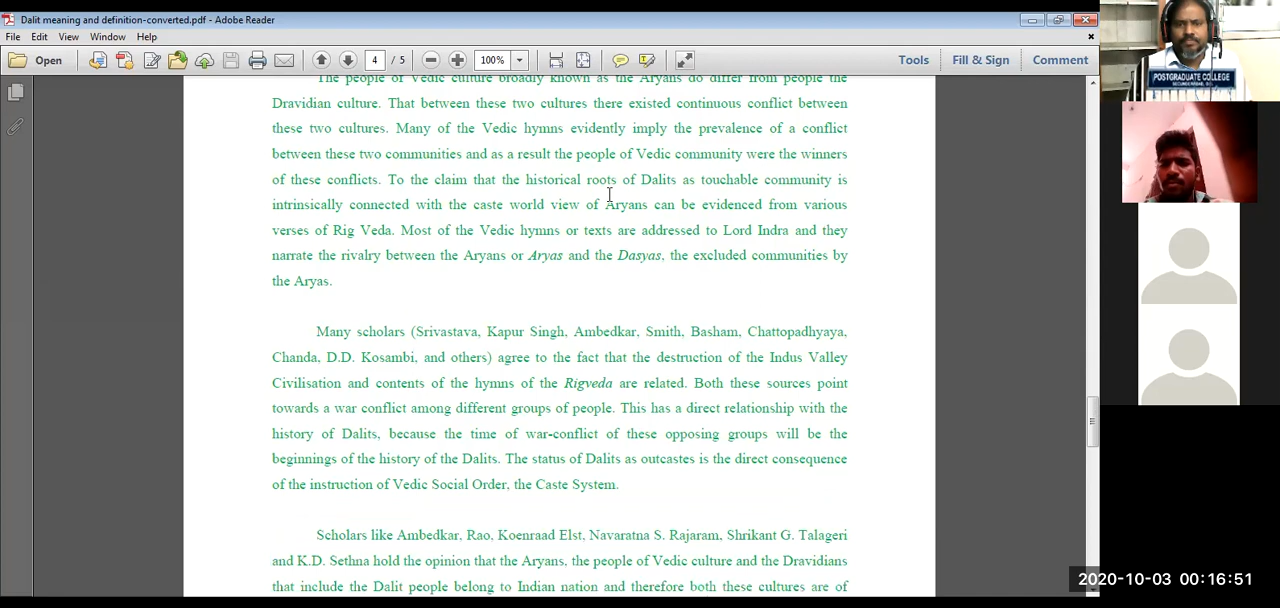 Dalit meaning and definition-converted.pdf - Adobe Reader
File Edit View Window Help
Open 4 / 5 100% Tools Fill & Sign Comment
The people of Vedic culture broadly known as the Aryans do differ from people the
Dravidian culture. That between these two cultures there existed continuous conflict between
these two cultures. Many of the Vedic hymns evidently imply the prevalence of a conflict
between these two communities and as a result the people of Vedic community were the winners
of these conflicts. To the claim that the historical roots of Dalits as touchable community is
intrinsically connected with the caste world view of Aryans can be evidenced from various
verses of Rig Veda. Most of the Vedic hymns or texts are addressed to Lord Indra and they
narrate the rivalry between the Aryans or Aryas and the Dasyas, the excluded communities by
the Aryas.
Many scholars (Srivastava, Kapur Singh, Ambedkar, Smith, Basham, Chattopadhyaya,
Chanda, D.D. Kosambi, and others) agree to the fact that the destruction of the Indus Valley
Civilisation and contents of the hymns of the Rigveda are related. Both these sources point
towards a war conflict among different groups of people. This has a direct relationship with the
history of Dalits, because the time of war-conflict of these opposing groups will be the
beginnings of the history of the Dalits. The status of Dalits as outcastes is the direct consequence
of the instruction of Vedic Social Order, the Caste System.
Scholars like Ambedkar, Rao, Koenraad Elst, Navaratna S. Rajaram, Shrikant G. Talageri
and K.D. Sethna hold the opinion that the Aryans, the people of Vedic culture and the Dravidians
that include the Dalit people belong to Indian nation and therefore both these cultures are of
POSTGRADUATE COLLEGE
2020-10-03 00:16:51